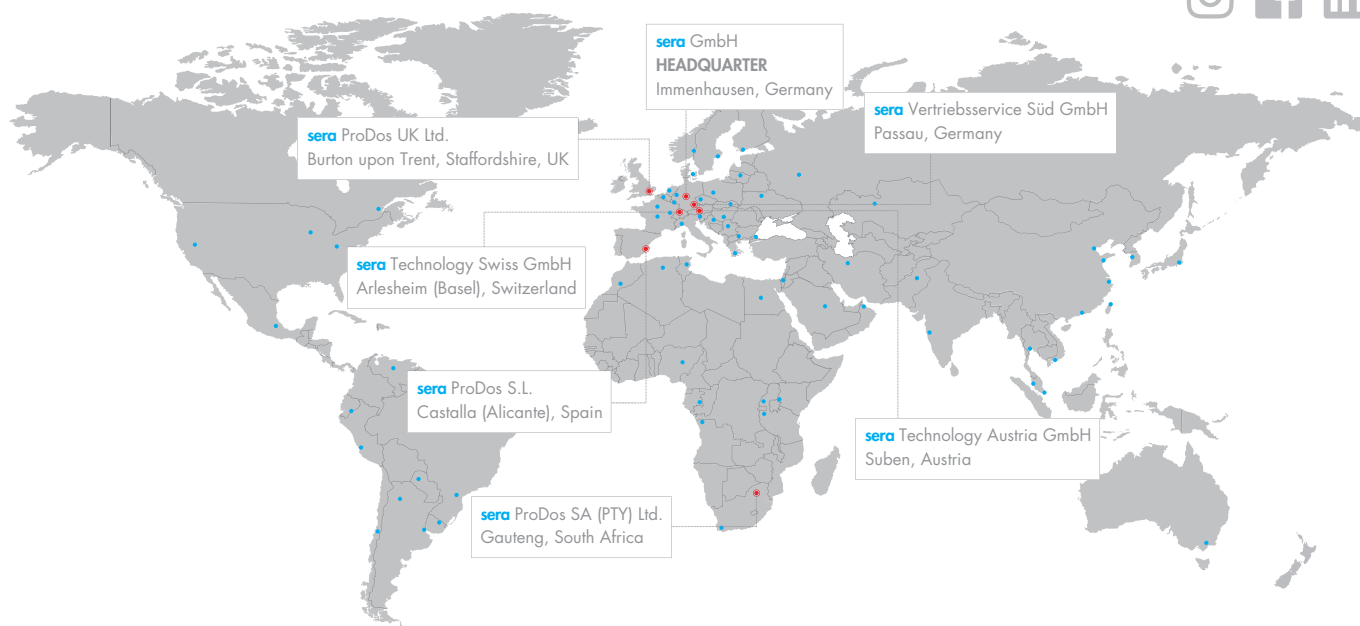 sera GmbH
HEADQUARTER
Immenhausen, Germany
sera Vertriebsservice Süd GmbH
Passau, Germany
sera ProDos UK Ltd.
Burton upon Trent, Staffordshire, UK
sera Technology Swiss GmbH
Arlesheim (Basel), Switzerland
sera ProDos S.L.
Castalla (Alicante), Spain
sera Technology Austria GmbH
Suben, Austria
sera ProDos SA (PTY) Ltd.
Gauteng, South Africa